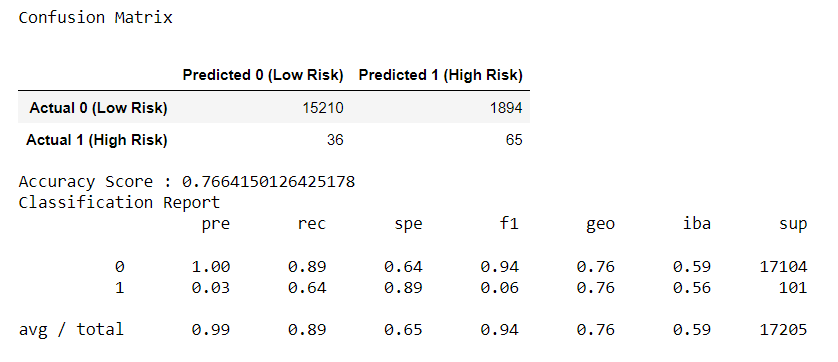 Confusion Matrix
Predicted 0 (Low Risk) Predicted 1 (High Risk)
Actual 0 (Low Risk) 15210 1894
Actual 1 (High Risk) 36 65
Accuracy Score : 0.7664150126425178
Classification Report
pre rec spe f1 geo iba sup
0 1.00 0.89 0.64 0.94 0.76 0.59 17104
1 0.03 0.64 0.89 0.06 0.76 0.56 101
avg / total 0.99 0.89 0.65 0.94 0.76 0.59 17205